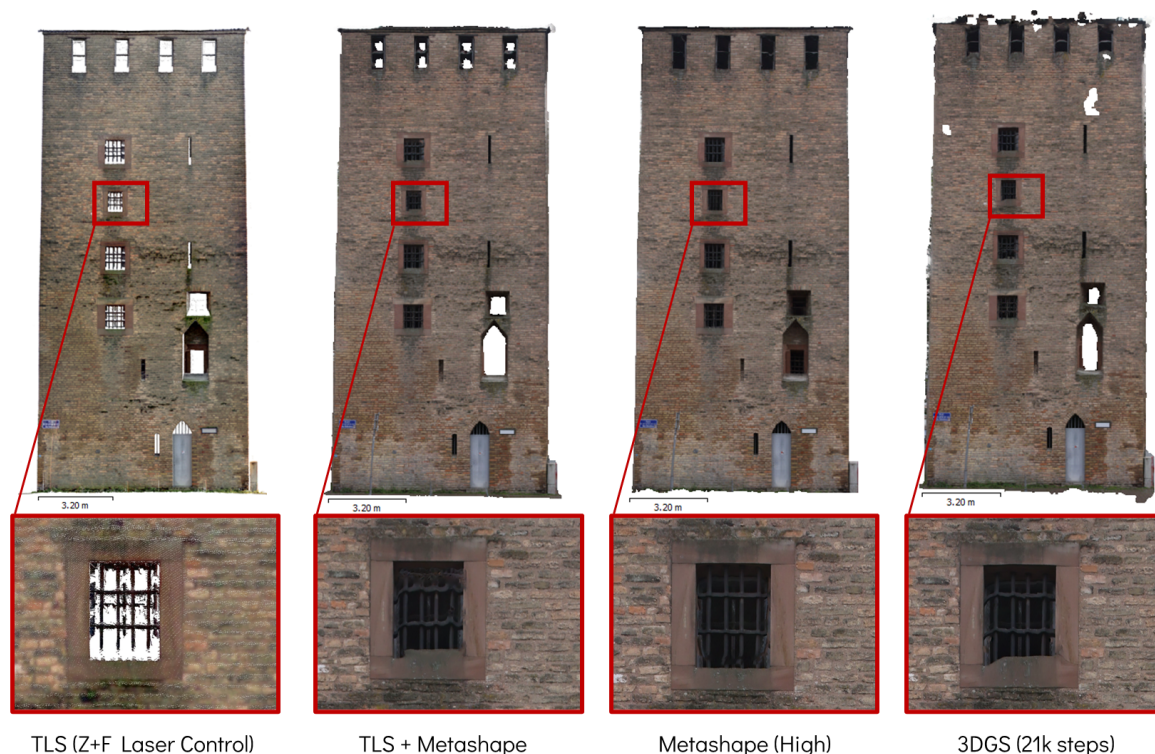 3.20 m
3.20 m
3.20 m
3.20 m
TLS (Z+F Laser Control)
TLS + Metashape
Metashape (High)
3DGS (21k steps)